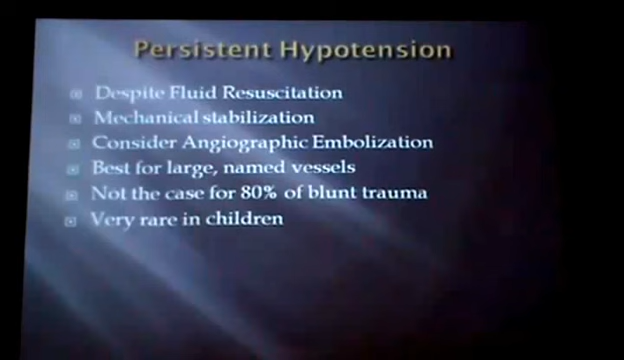 Persistent Hypotension
Despite Fluid Resuscitation
Mechanical stabilization
Consider Angiographic Embolization
Best for large, named vessels
Not the case for 80% of blunt trauma
Very rare in children